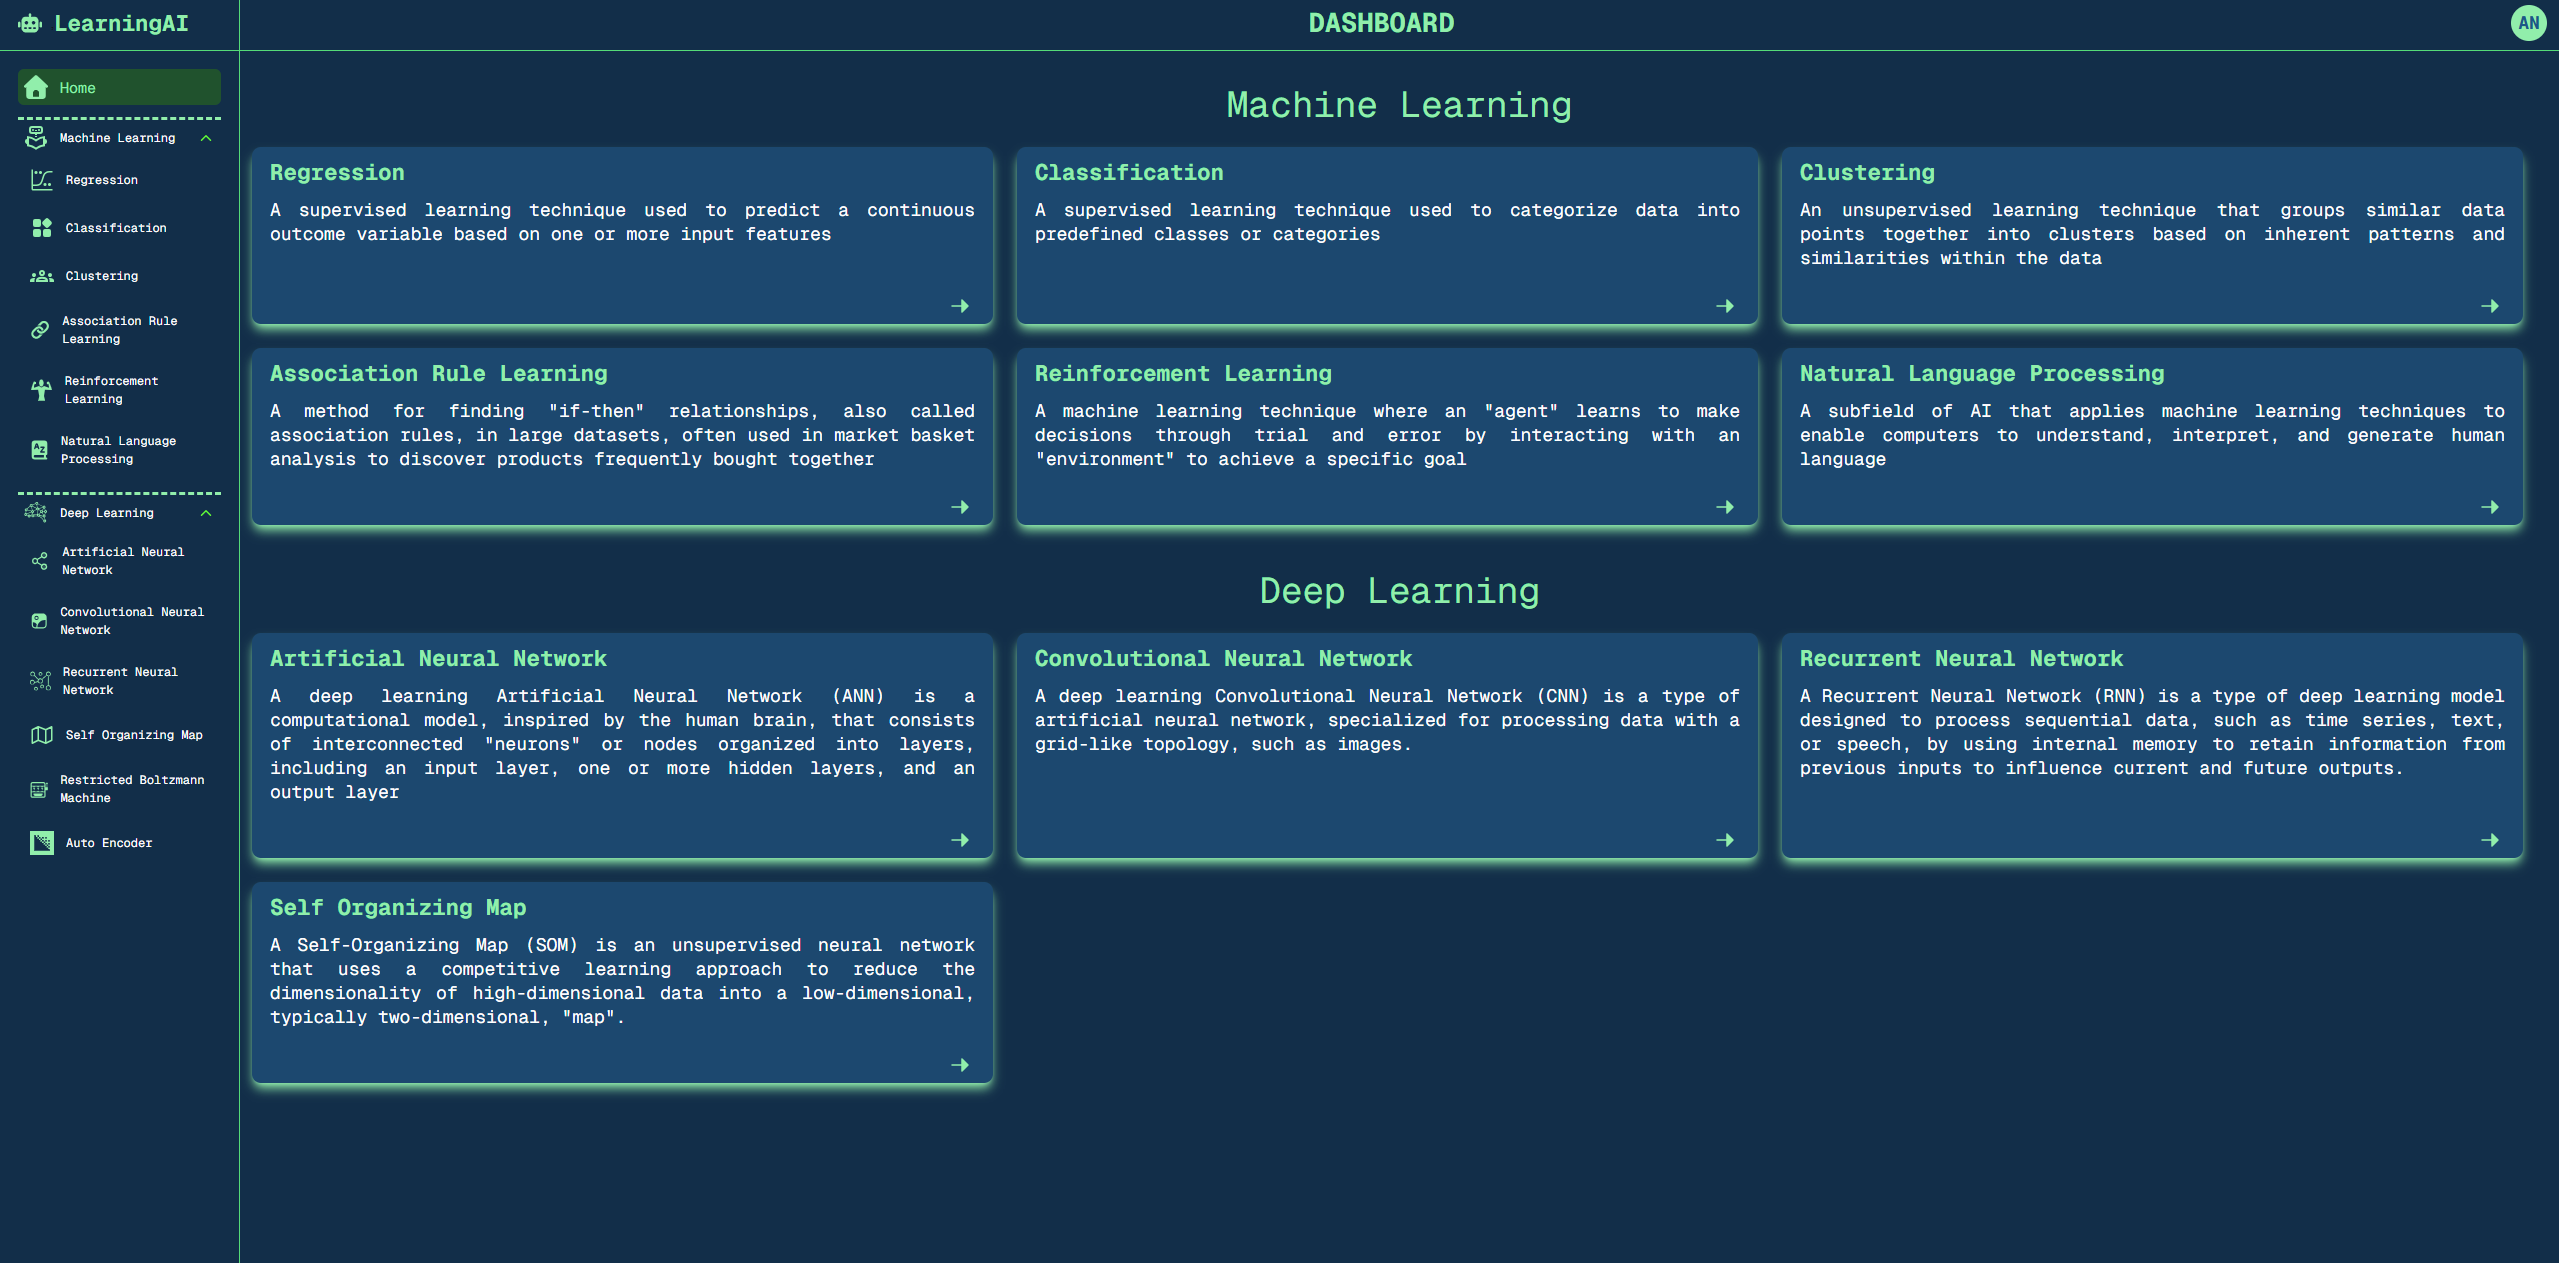 LearningAI
DASHBOARD
AN
Home
Machine Learning
Regression
Classification
Clustering
Association Rule
Learning
Reinforcement
Learning
Natural Language
Processing
Deep Learning
Artificial Neural
Network
Convolutional Neural
Network
Recurrent Neural
Network
Self Organizing Map
Restricted Boltzmann
Machine
Auto Encoder
Machine Learning
Regression
A supervised learning technique used to predict a continuous
outcome variable based on one or more input features
Classification
A supervised learning technique used to categorize data into
predefined classes or categories
Clustering
An unsupervised learning technique that groups similar data
points together into clusters based on inherent patterns and
similarities within the data
Association Rule Learning
A method for finding "if-then" relationships, also called
association rules, in large datasets, often used in market basket
analysis to discover products frequently bought together
Reinforcement Learning
A machine learning technique where an "agent" learns to make
decisions through trial and error by interacting with an
"environment" to achieve a specific goal
Natural Language Processing
A subfield of AI that applies machine learning techniques to
enable computers to understand, interpret, and generate human
language
Deep Learning
Artificial Neural Network
A deep learning Artificial Neural Network (ANN) is a
computational model, inspired by the human brain, that consists
of interconnected "neurons" or nodes organized into layers,
including an input layer, one or more hidden layers, and an
output layer
Convolutional Neural Network
A deep learning Convolutional Neural Network (CNN) is a type of
artificial neural network, specialized for processing data with a
grid-like topology, such as images.
Recurrent Neural Network
A Recurrent Neural Network (RNN) is a type of deep learning model
designed to process sequential data, such as time series, text,
or speech, by using internal memory to retain information from
previous inputs to influence current and future outputs.
Self Organizing Map
A Self-Organizing Map (SOM) is an unsupervised neural network
that uses a competitive learning approach to reduce the
dimensionality of high-dimensional data into a low-dimensional,
typically two-dimensional, "map".